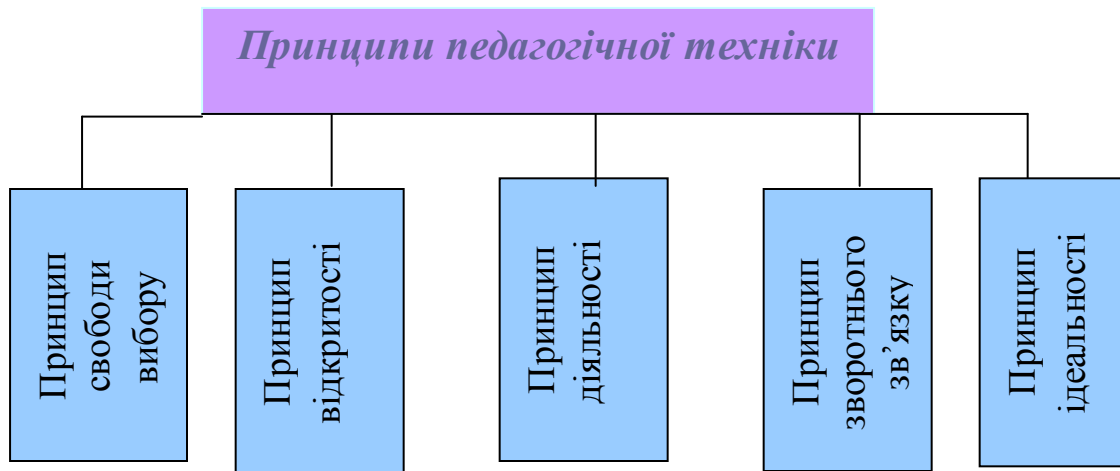 Принципи педагогічної техніки
Принцип
свободи
вибору
Принцип
відкритості
Принцип
діяльності
Принцип
зворотнього
зв’язку
Принцип
ідеальності